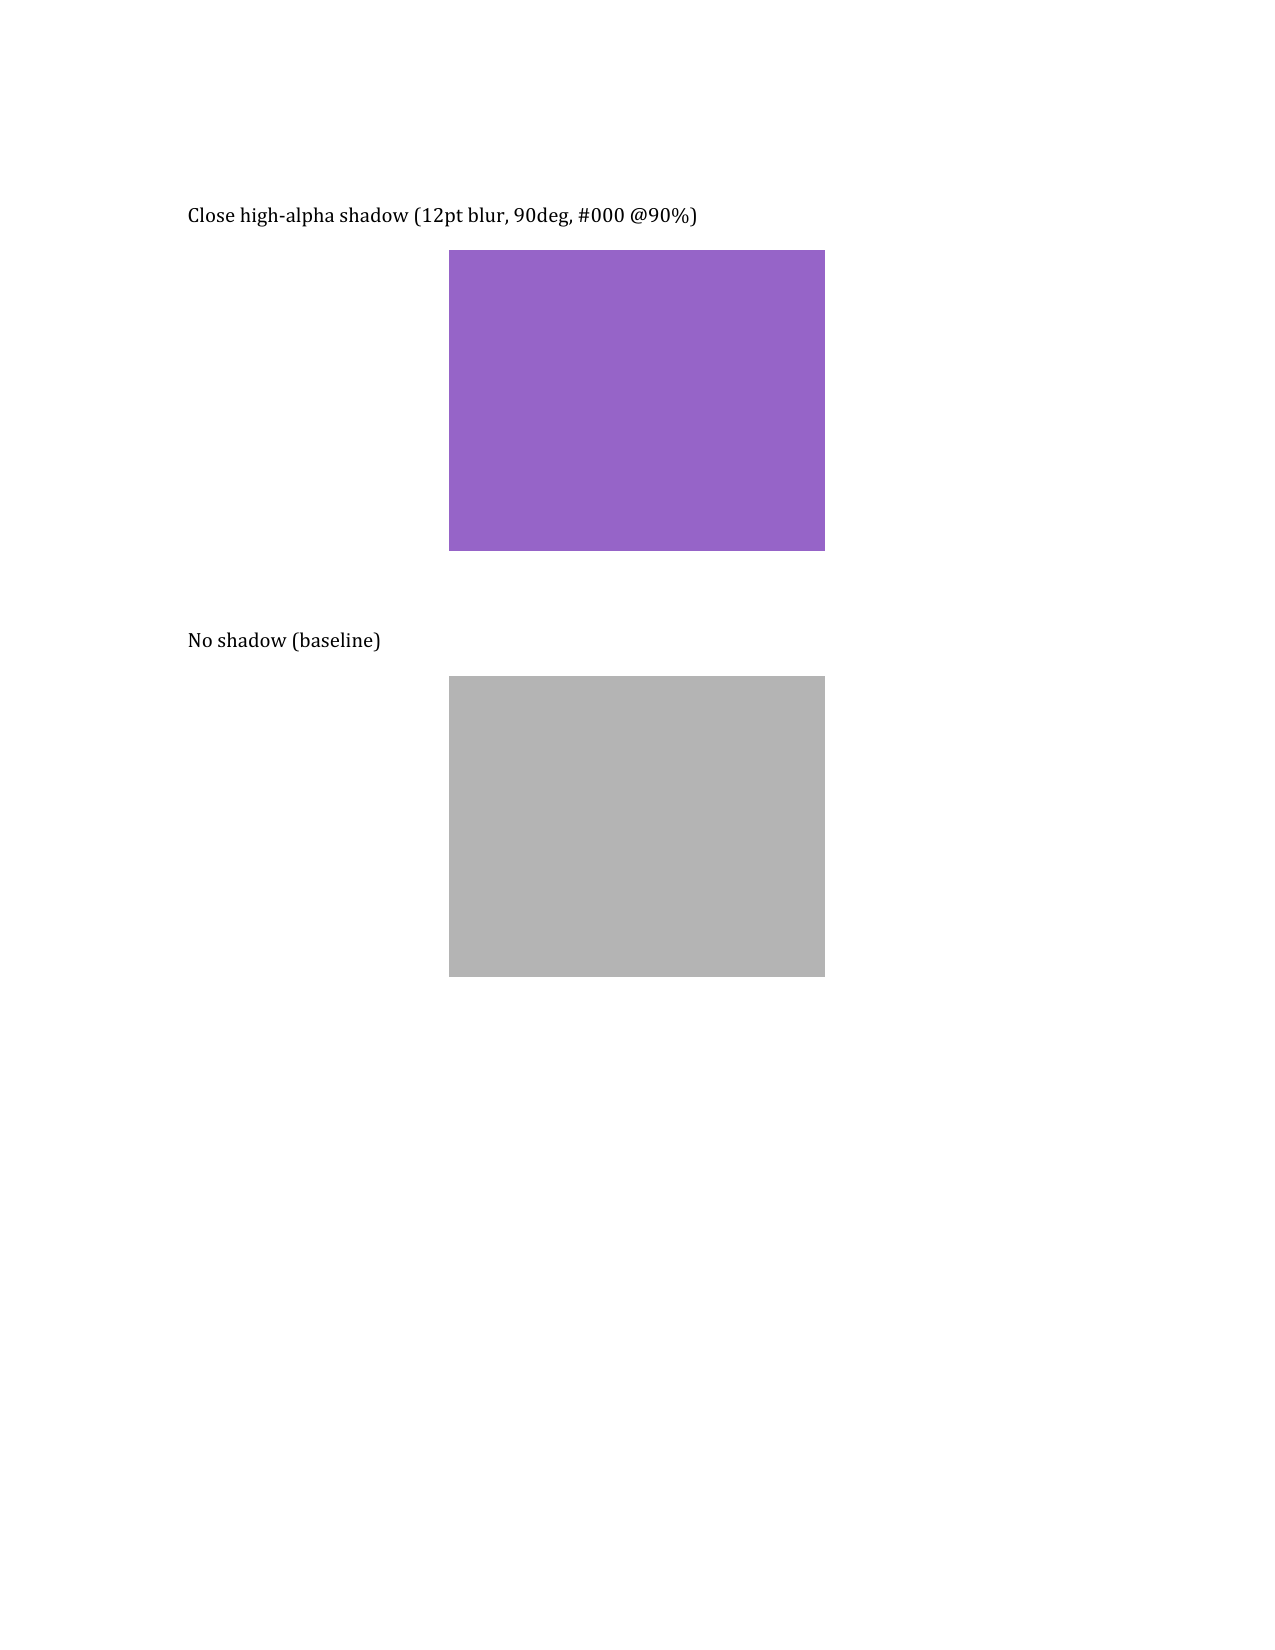 Close high-alpha shadow (12pt blur, 90deg, #000 @90%)
No shadow (baseline)